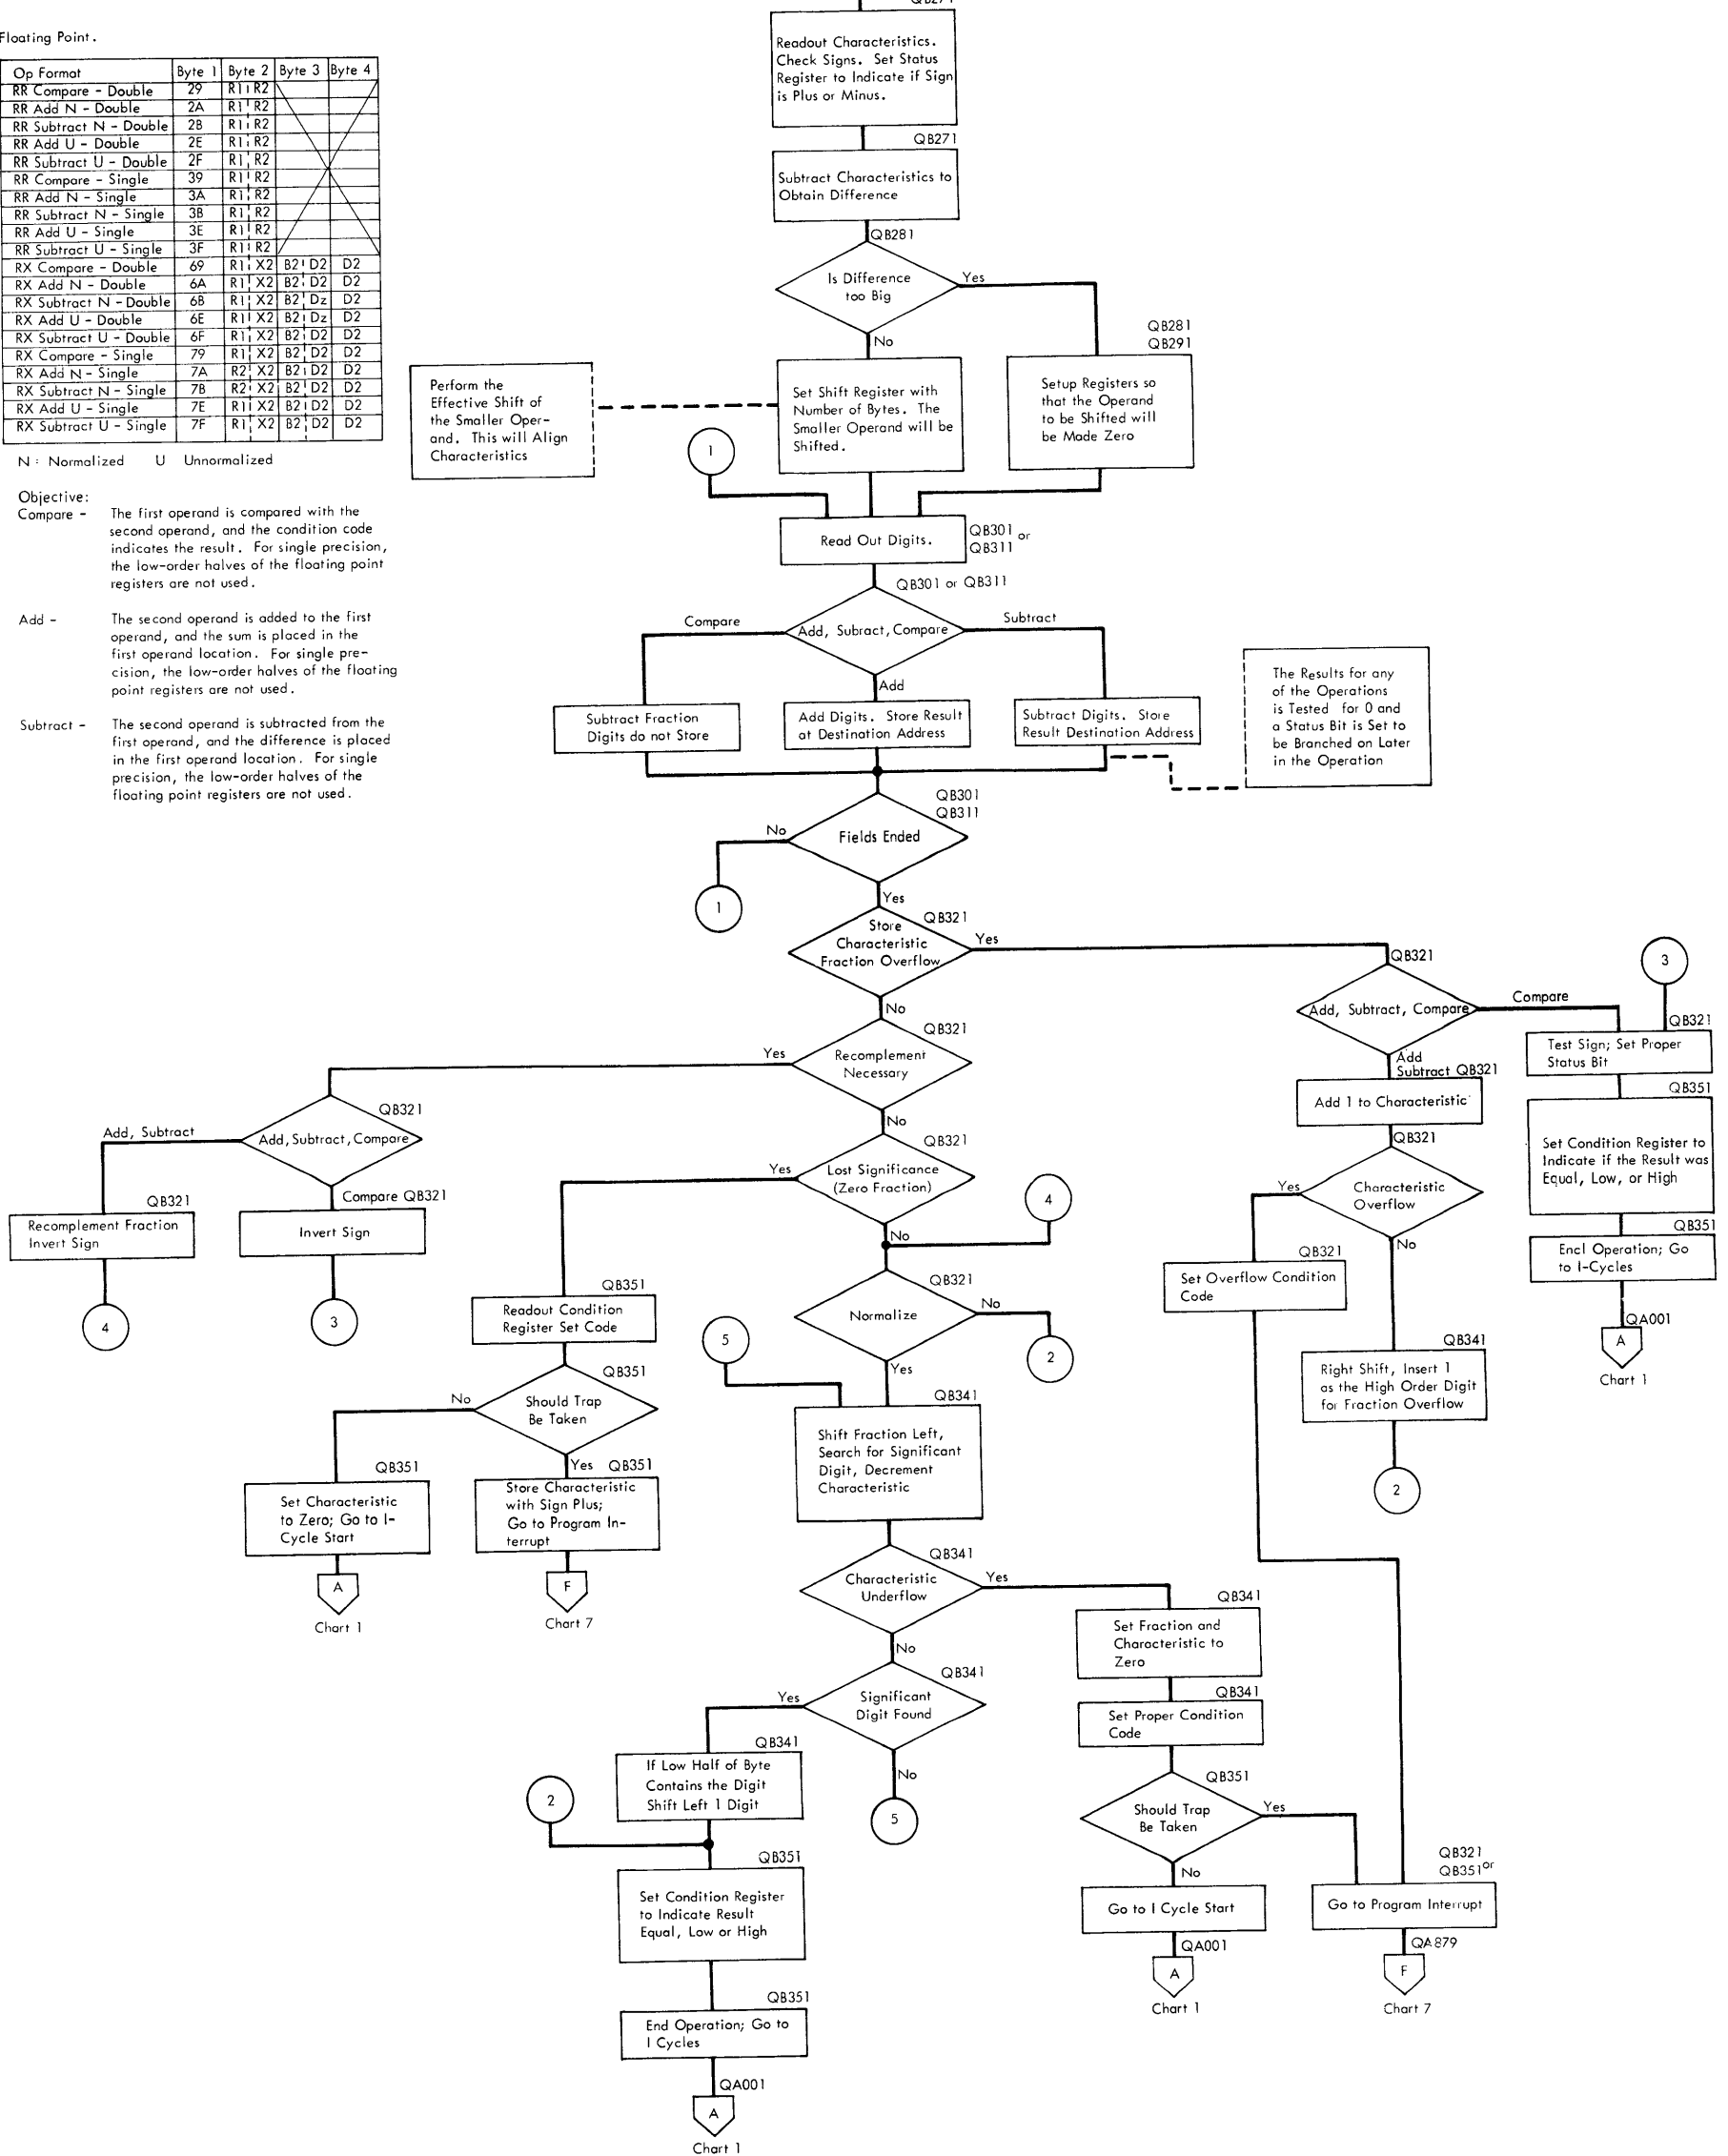 Floating Point.
Op Format Byte 1 Byte 2 Byte 3 Byte 4
RR Compare - Double 29 R1 R2
RR Add N - Double 2A R1 R2
RR Subtract N - Double 2B R1 R2
RR Add U - Double 2E R1 R2
RR Subtract U - Double 2F R1 R2
RR Compare - Single 39 R1 R2
RR Add N - Single 3A R1 R2
RR Subtract N - Single 3B R1 R2
RR Add U - Single 3E R1 R2
RR Subtract U - Single 3F R1 R2
RX Compare - Double 69 R1 X2 B2 D2 D2
RX Add N - Double 6A R1 X2 B2 D2 D2
RX Subtract N - Double 6B R1 X2 B2 Dz D2
RX Add U - Double 6E R1 X2 B2 Dz D2
RX Subtract U - Double 6F R1 X2 B2 D2 D2
RX Compare - Single 79 R1 X2 B2 D2 D2
RX Add N - Single 7A R2 X2 B2 D2 D2
RX Subtract N - Single 7B R2 X2 B2 D2 D2
RX Add U - Single 7E R1 X2 B2 D2 D2
RX Subtract U - Single 7F R1 X2 B2 D2 D2
N : Normalized U Unnormalized
Objective:
Compare - The first operand is compared with the
second operand, and the condition code
indicates the result. For single precision,
the low-order halves of the floating point
registers are not used.
Add - The second operand is added to the first
operand, and the sum is placed in the
first operand location. For single pre-
cision, the low-order halves of the floating
point registers are not used.
Subtract - The second operand is subtracted from the
first operand, and the difference is placed
in the first operand location. For single
precision, the low-order halves of the
floating point registers are not used.
QB271
Readout Characteristics.
Check Signs. Set Status
Register to Indicate if Sign
is Plus or Minus.
QB271
Subtract Characteristics to
Obtain Difference
QB281
Is Difference
too Big
Yes
No
QB281
QB291
Perform the
Effective Shift of
the Smaller Oper-
and. This will Align
Characteristics
Set Shift Register with
Number of Bytes. The
Smaller Operand will be
Shifted.
Setup Registers so
that the Operand
to be Shifted will
be Made Zero
1
Read Out Digits.
QB301 or
QB311
QB301 or QB311
Add, Subract, Compare
Compare
Subtract
Add
Subtract Fraction
Digits do not Store
Add Digits. Store Result
at Destination Address
Subtract Digits. Store
Result Destination Address
The Results for any
of the Operations
is Tested for 0 and
a Status Bit is Set to
be Branched on Later
in the Operation
QB301
QB311
Fields Ended
No
1
Yes
QB321
Store
Characteristic
Fraction Overflow
Yes
No
QB321
Add, Subtract, Compare
Compare
3
QB321
Test Sign; Set Proper
Status Bit
Add
Subtract QB321
Add 1 to Characteristic
QB351
Set Condition Register to
Indicate if the Result was
Equal, Low, or High
QB351
Encl Operation; Go
to I-Cycles
QA001
A
Chart 1
QB321
Characteristic
Overflow
Yes
No
QB321
Set Overflow Condition
Code
QB341
Right Shift, Insert 1
as the High Order Digit
for Fraction Overflow
2
QB321
Recomplement
Necessary
Yes
No
QB321
Add, Subtract, Compare
Add, Subtract
QB321
Recomplement Fraction
Invert Sign
4
Compare QB321
Invert Sign
3
QB321
Lost Significance
(Zero Fraction)
Yes
No
4
QB351
Readout Condition
Register Set Code
QB351
Should Trap
Be Taken
No
Yes QB351
QB351
Set Characteristic
to Zero; Go to I-
Cycle Start
A
Chart 1
Store Characteristic
with Sign Plus;
Go to Program In-
terrupt
F
Chart 7
QB321
Normalize
No
2
Yes
5
QB341
Shift Fraction Left,
Search for Significant
Digit, Decrement
Characteristic
QB341
Characteristic
Underflow
Yes
No
QB341
Set Fraction and
Characteristic to
Zero
QB341
Set Proper Condition
Code
QB351
Should Trap
Be Taken
Yes
No
Go to I Cycle Start
QA001
A
Chart 1
QB321
QB351 or
Go to Program Interrupt
QA879
F
Chart 7
QB341
Significant
Digit Found
Yes
No
5
QB341
If Low Half of Byte
Contains the Digit
Shift Left 1 Digit
2
QB351
Set Condition Register
to Indicate Result
Equal, Low or High
QB351
End Operation; Go to
I Cycles
QA001
A
Chart 1